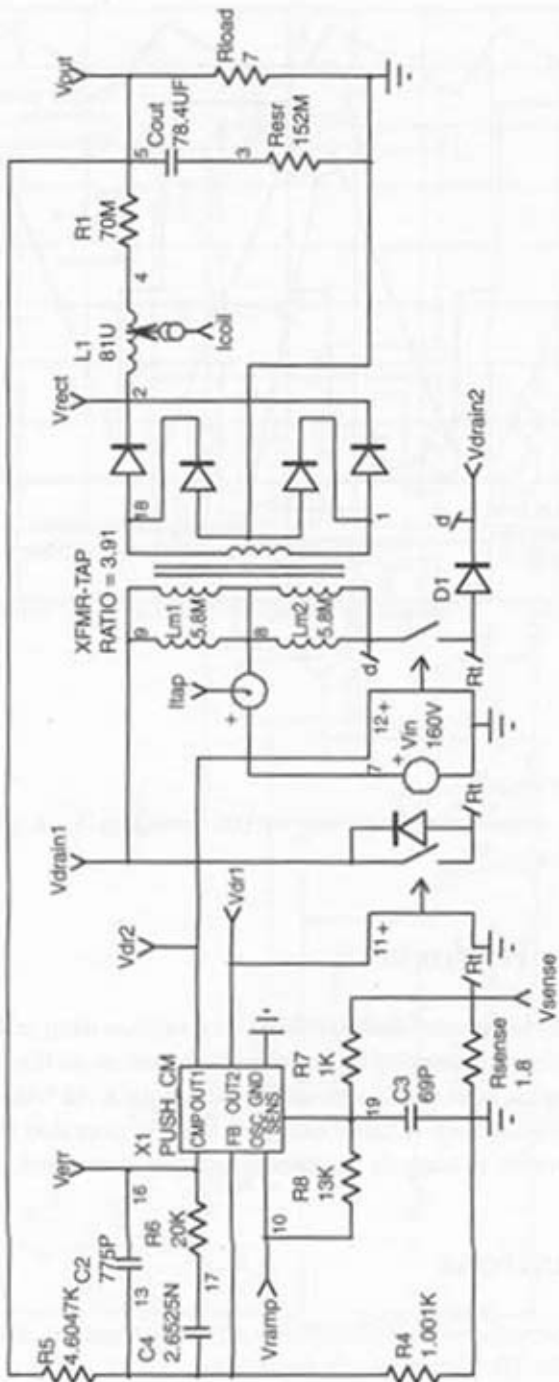 R5
4.6047K
C2
775P
13
16
Verr
C4
2.6525N
17
R6
20K
X1
PUSH_CM
CMP OUT1
FB OUT2
OSC GND
SENS
Vramp
10
R8
13K
R7
1K
19
C3
69P
R4
1.001K
Rsense
1.8
Vsense
Vdr2
Vdr1
11+
Rt
Vdrain1
Rt
Vin
160V
+
7
12+
Itap
+
XFMR-TAP
RATIO = 3.91
9
Lm1
5.8M
8
Lm2
5.8M
d
Rt
D1
d
Vdrain2
18
1
Vrect
2
L1
81U
Icoil
4
R1
70M
5
Cout
78.4UF
3
Resr
152M
Vout
Rload
7